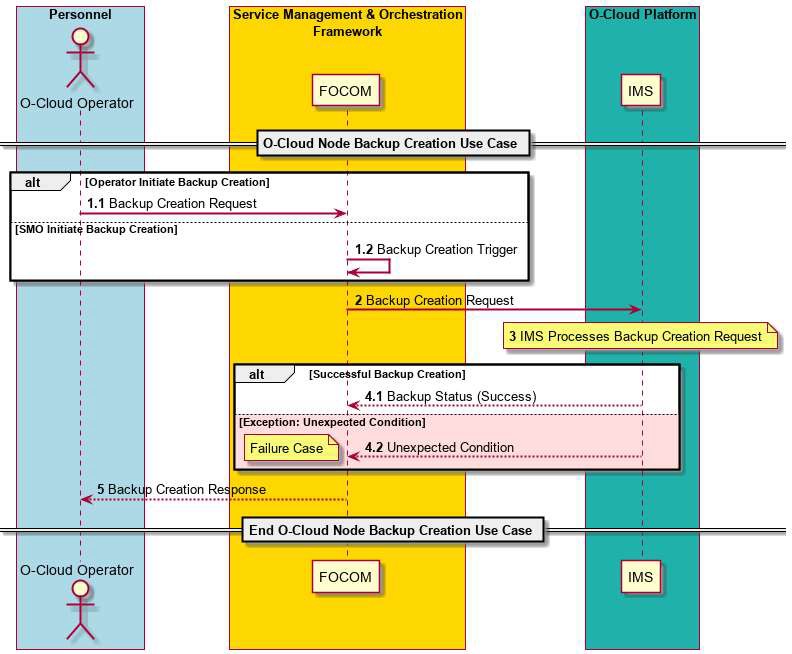 Personnel
Service Management & Orchestration
Framework
O-Cloud Platform
O-Cloud Operator
FOCOM
IMS
O-Cloud Node Backup Creation Use Case
alt
[Operator Initiate Backup Creation]
1.1 Backup Creation Request
[SMO Initiate Backup Creation]
1.2 Backup Creation Trigger
2 Backup Creation Request
3 IMS Processes Backup Creation Request
alt
[Successful Backup Creation]
4.1 Backup Status (Success)
[Exception: Unexpected Condition]
Failure Case
4.2 Unexpected Condition
5 Backup Creation Response
End O-Cloud Node Backup Creation Use Case
O-Cloud Operator
FOCOM
IMS